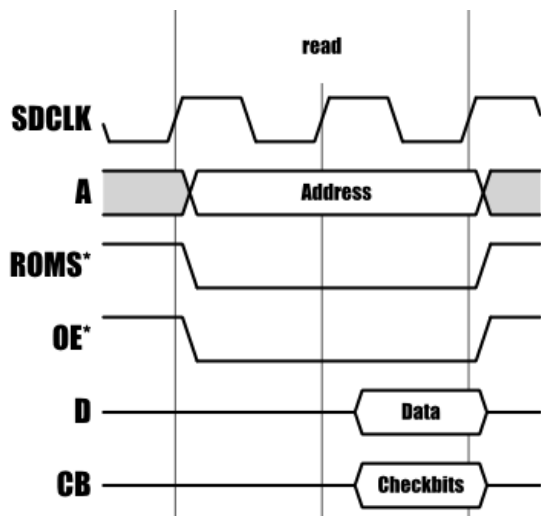 read
SDCLK
A Address
ROMS*
OE*
D Data
CB Checkbits